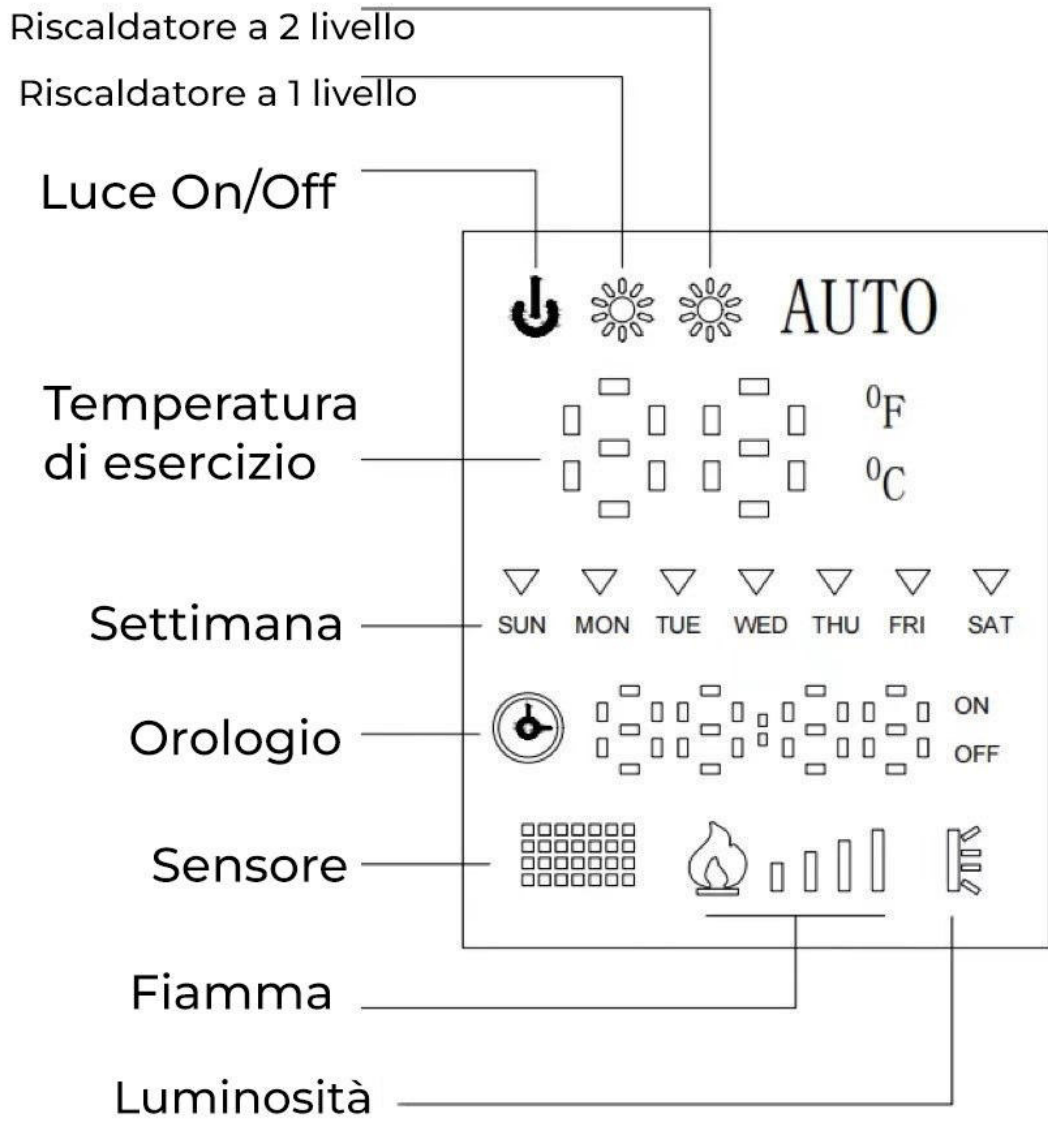 Riscaldatore a 2 livello
Riscaldatore a 1 livello
Luce On/Off
AUTO
Temperatura
di esercizio
⁰F
⁰C
Settimana
SUN MON TUE WED THU FRI SAT
Orologio
ON
OFF
Sensore
Fiamma
Luminosità